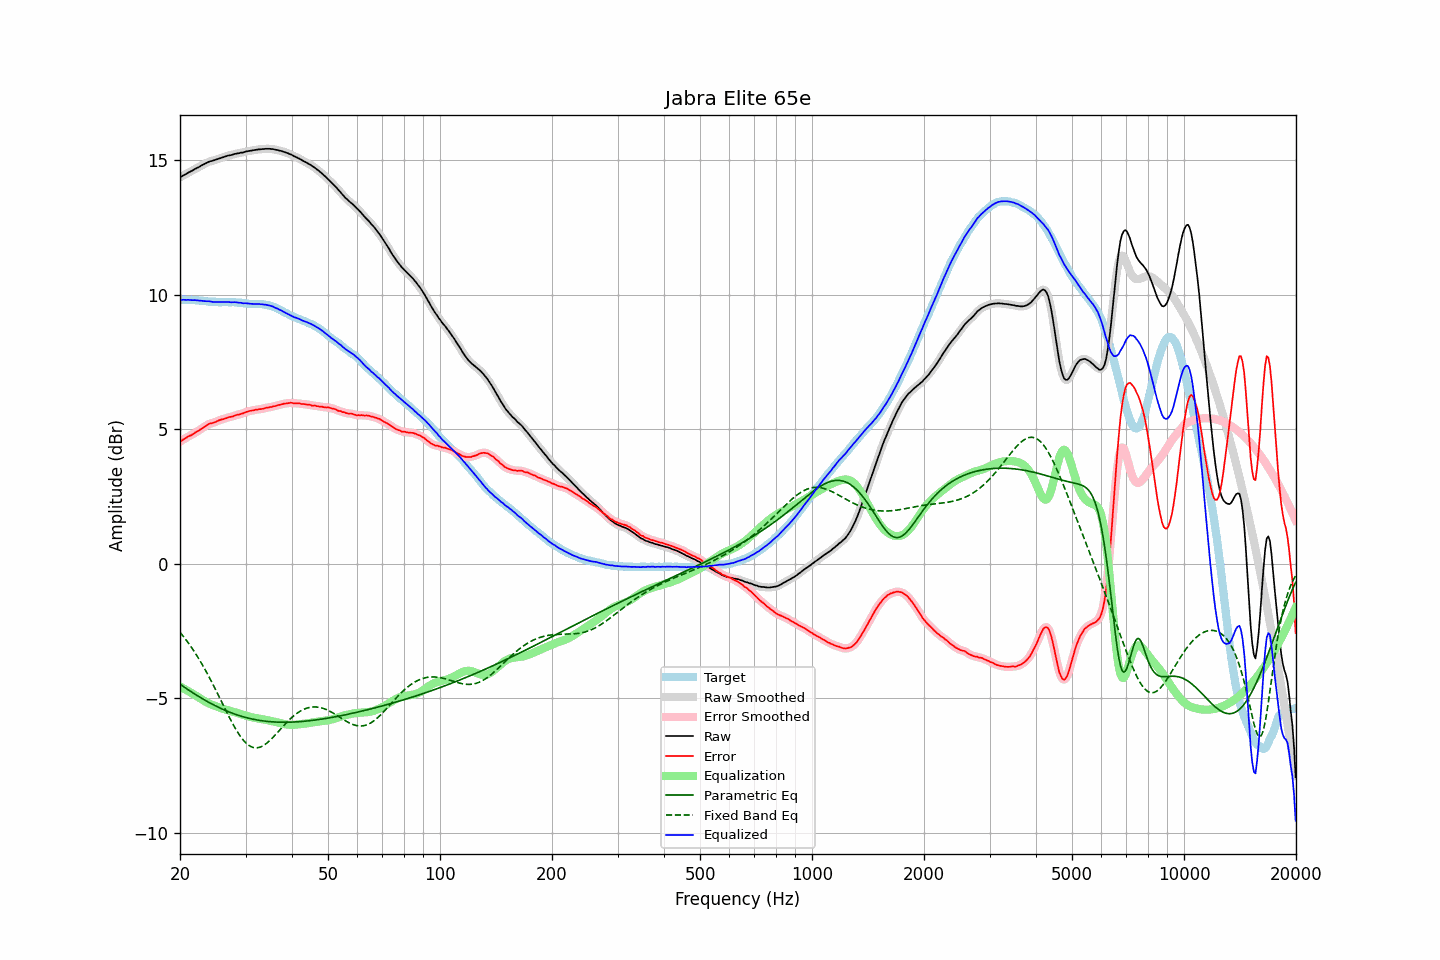 Jabra Elite 65e
Amplitude (dBr)
15
10
5
0
−5
−10
Target
Raw Smoothed
Error Smoothed
Raw
Error
Equalization
Parametric Eq
Fixed Band Eq
Equalized
20
50
100
200
500
1000
2000
5000
10000
20000
Frequency (Hz)